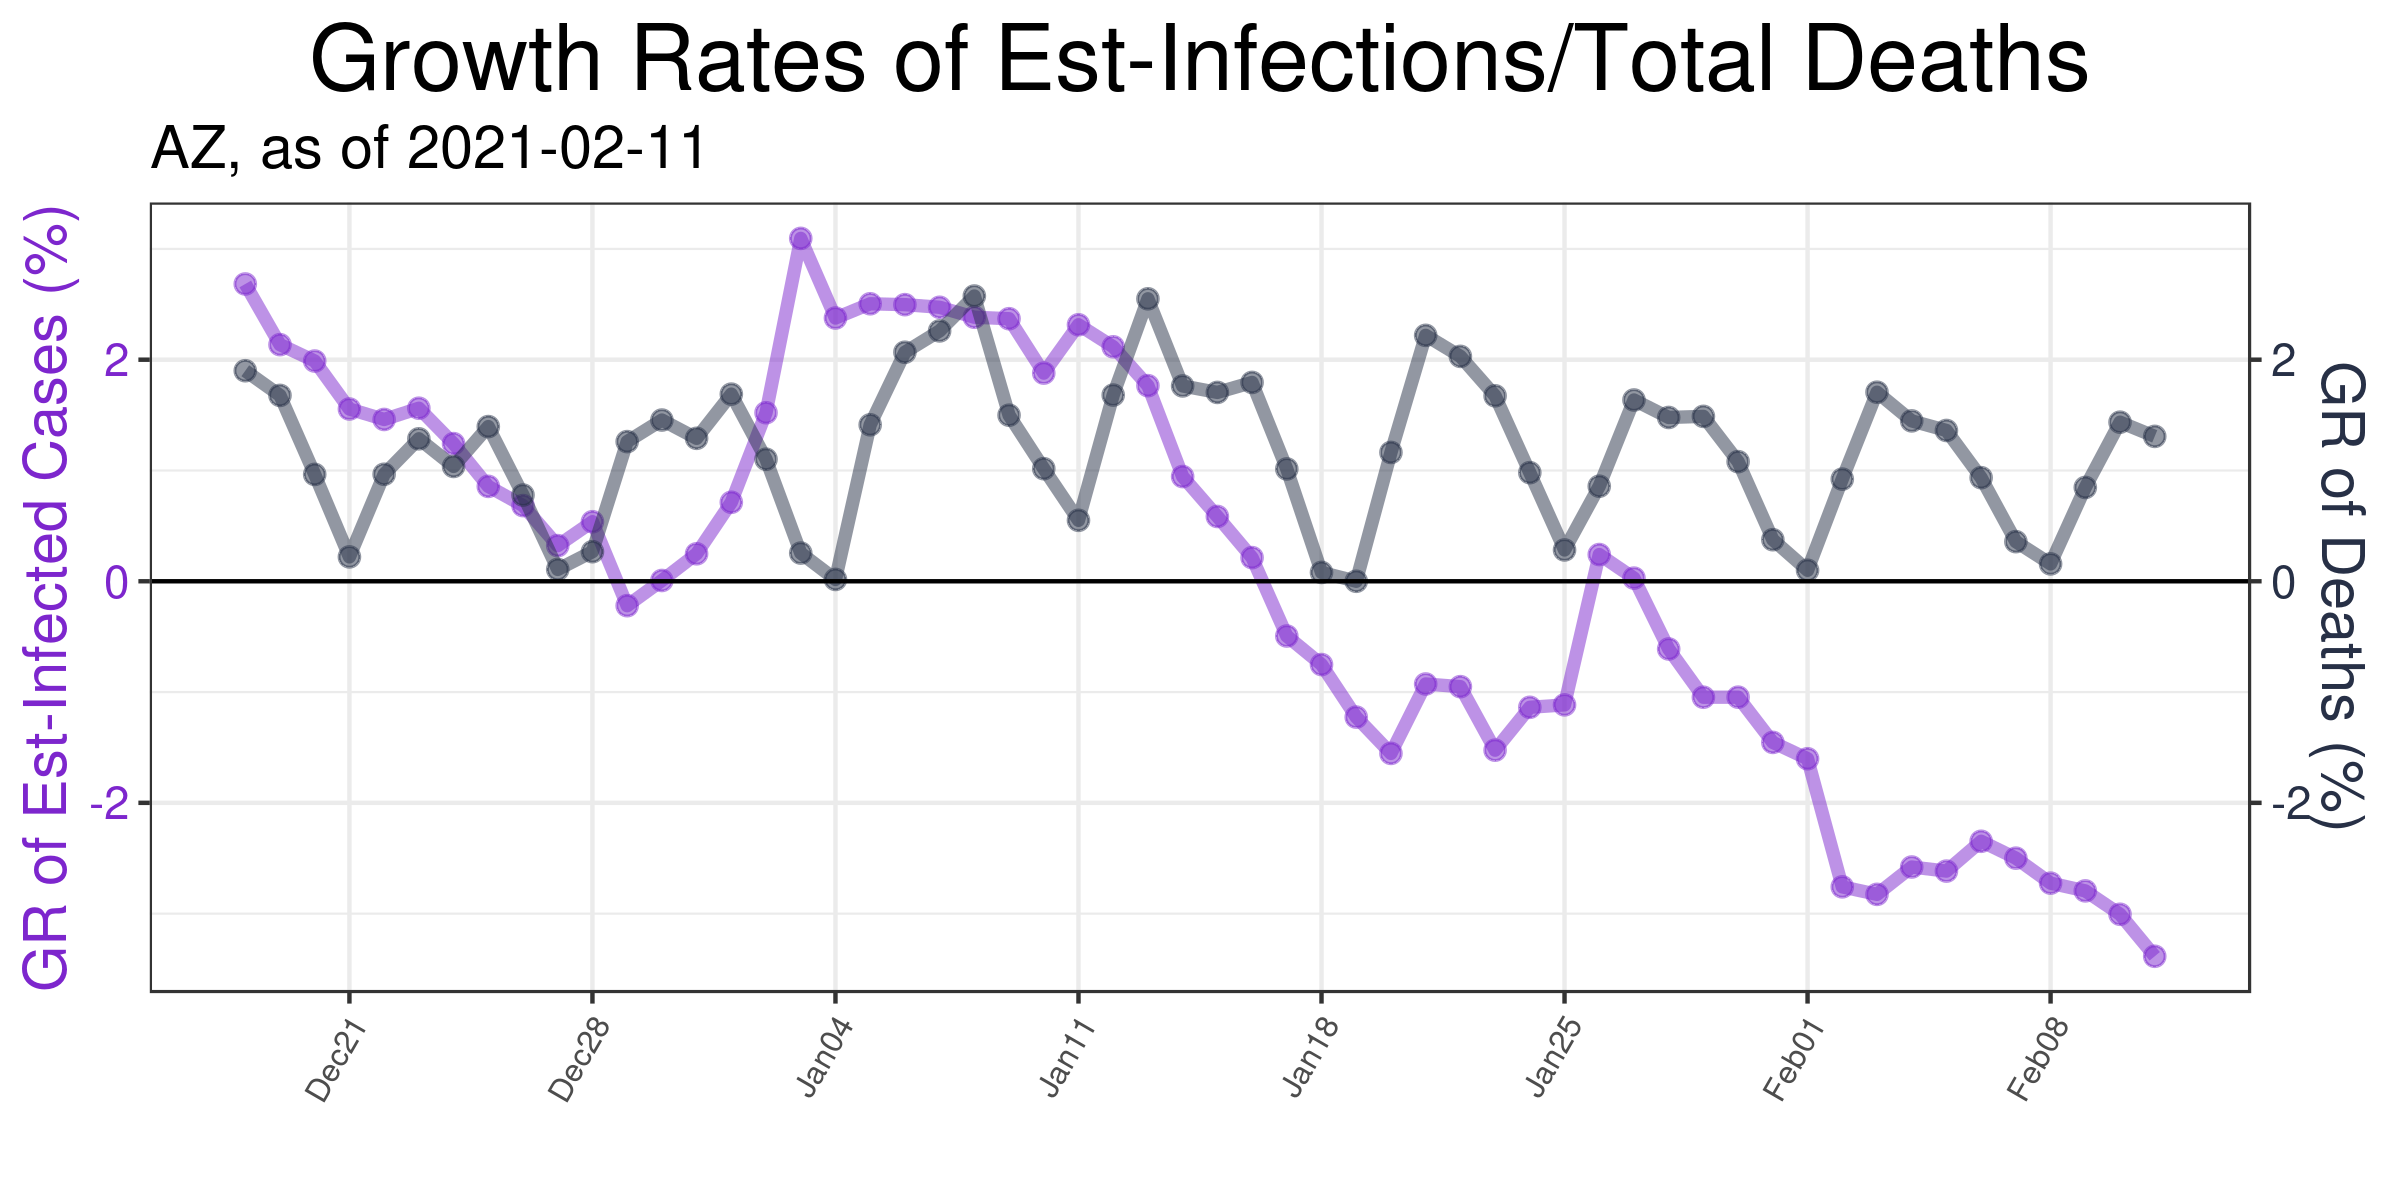 Growth Rates of Est-Infections/Total Deaths
AZ, as of 2021-02-11
GR of Est-Infected Cases (%)
2
0
-2
2
0
-2
GR of Deaths (%)
Dec21
Dec28
Jan04
Jan11
Jan18
Jan25
Feb01
Feb08